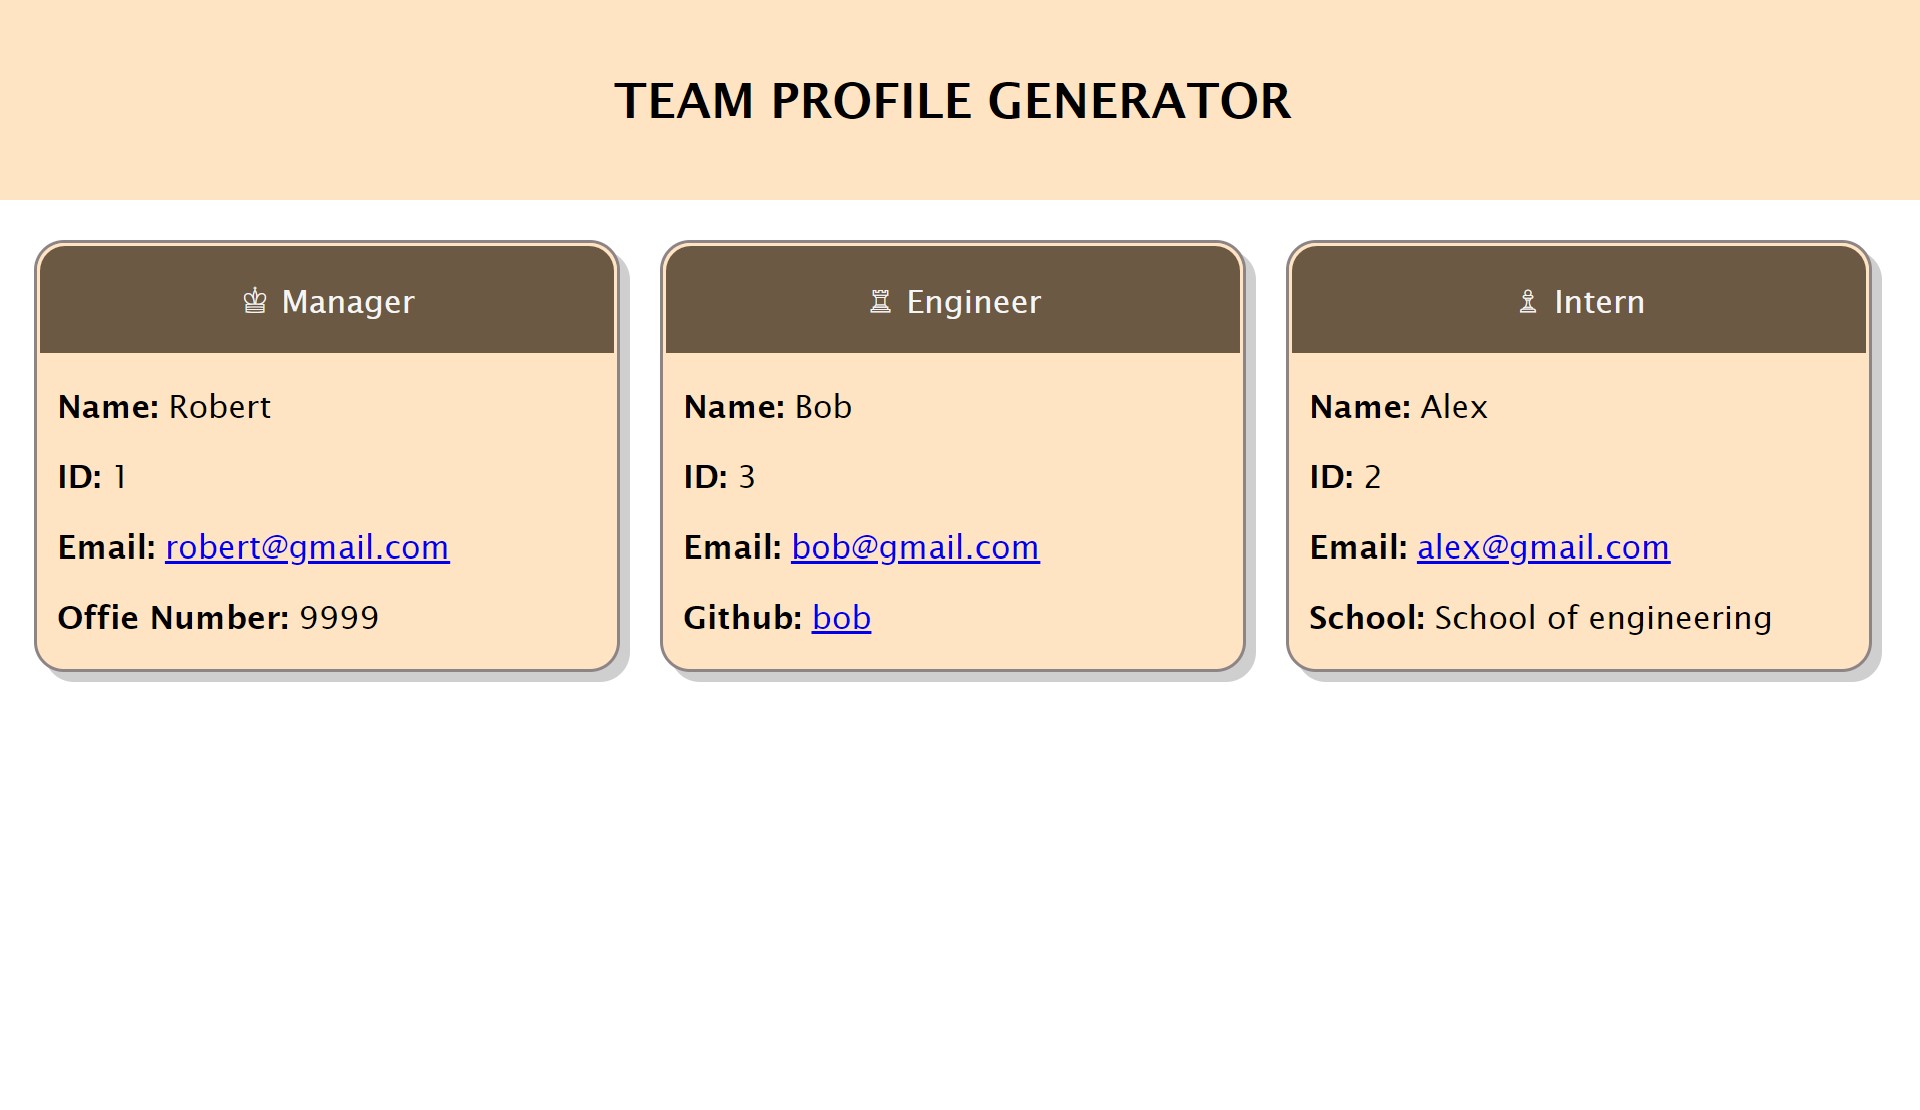 TEAM PROFILE GENERATOR
♔ Manager
Name: Robert
ID: 1
Email: robert@gmail.com
Offie Number: 9999
♖ Engineer
Name: Bob
ID: 3
Email: bob@gmail.com
Github: bob
♗ Intern
Name: Alex
ID: 2
Email: alex@gmail.com
School: School of engineering